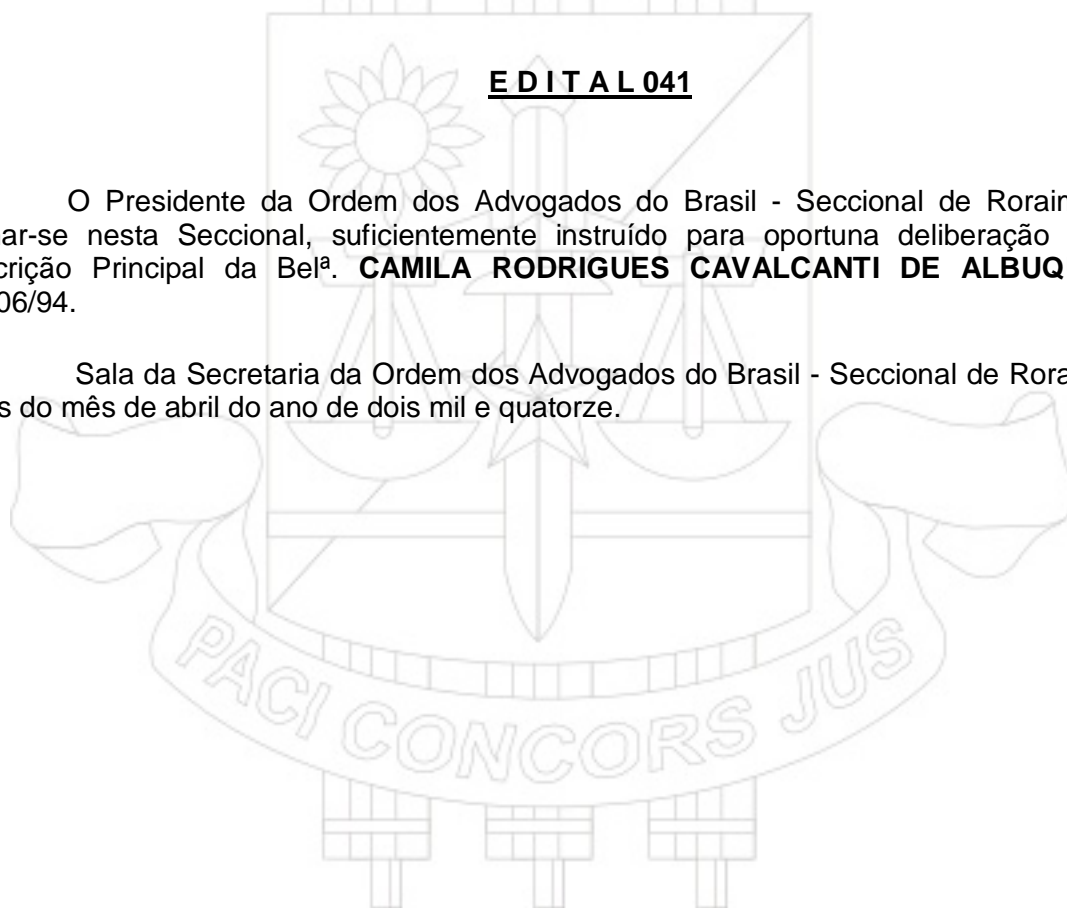 E D I T A L 041
O Presidente da Ordem dos Advogados do Brasil - Seccional de Rorain
nar-se nesta Seccional, suficientemente instruído para oportuna deliberação
crição Principal da Belª. CAMILA RODRIGUES CAVALCANTI DE ALBUQ
06/94.
Sala da Secretaria da Ordem dos Advogados do Brasil - Seccional de Rora
s do mês de abril do ano de dois mil e quatorze.
PACI CONCORS JUS